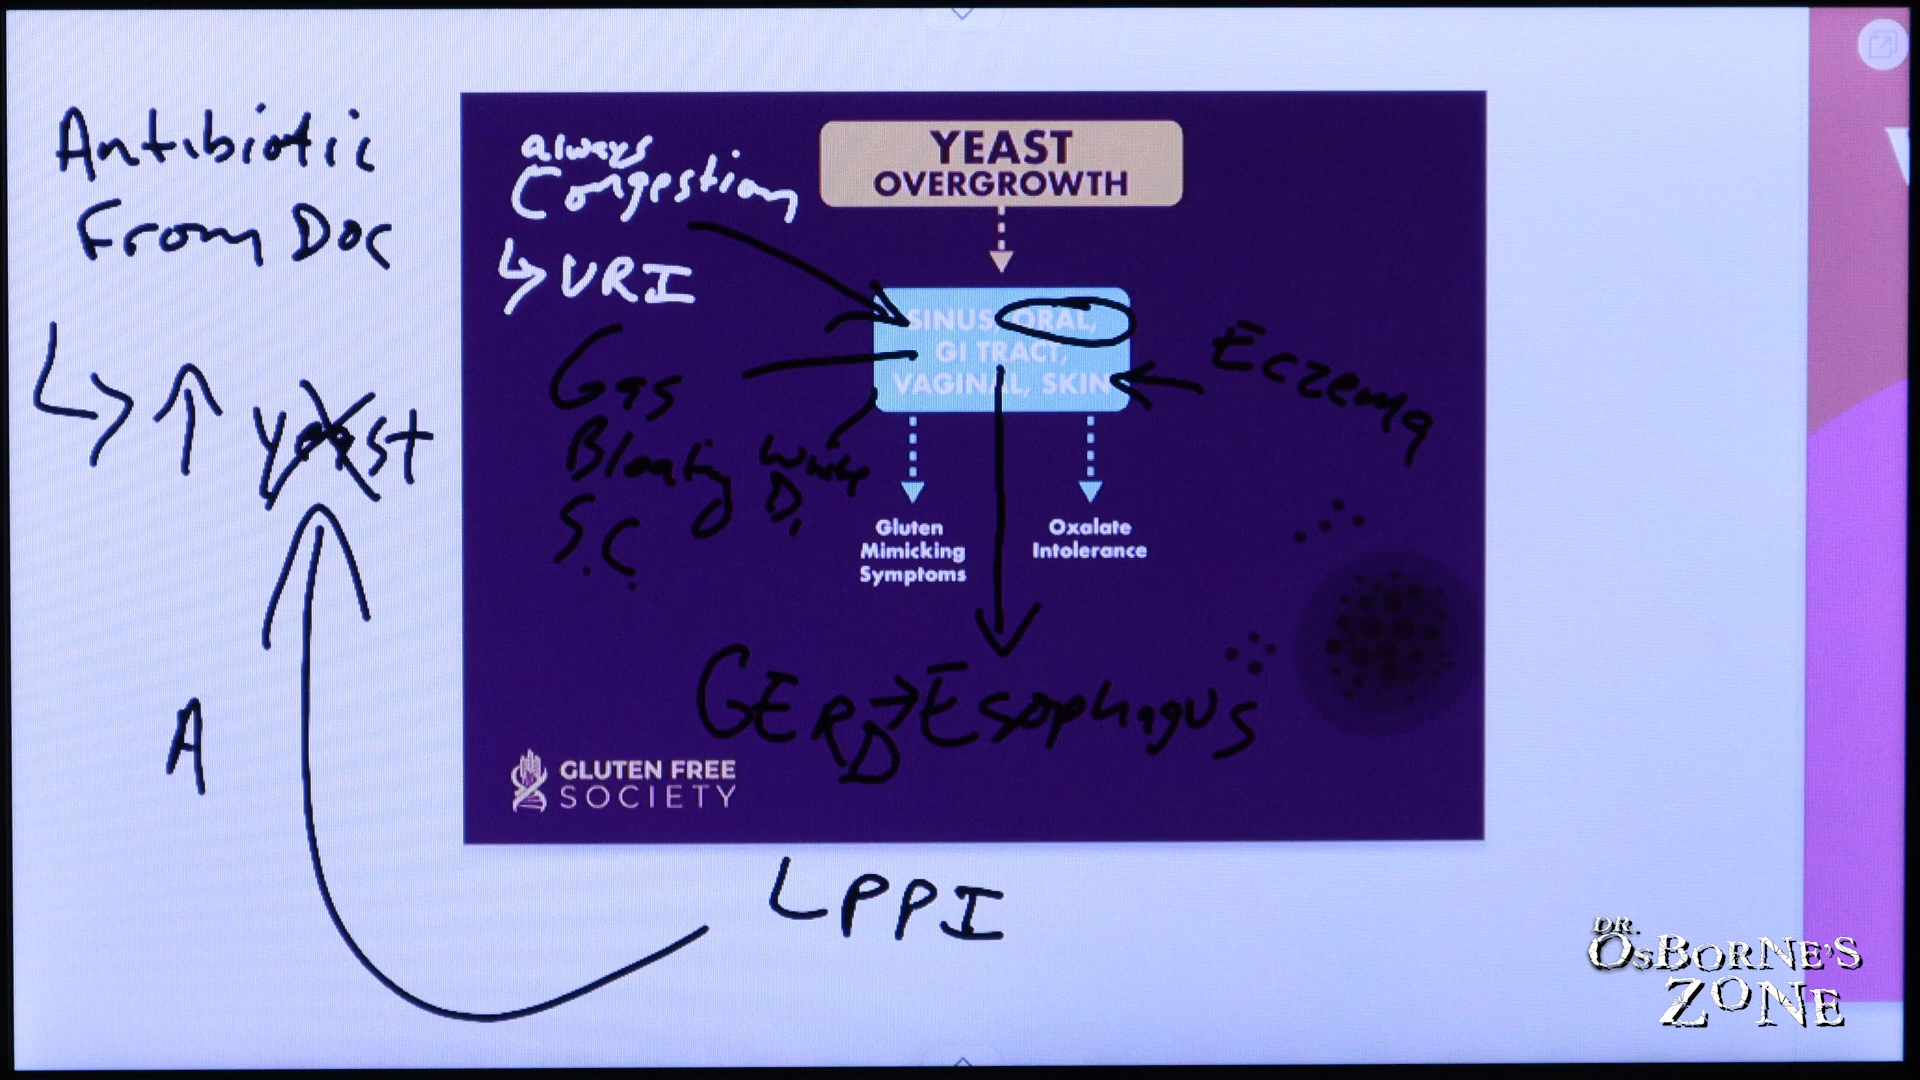 Antibiotic
From Doc
↑ yeast
A
always
Congestion
URI
Gas
Bloating
S.C.
YEAST
OVERGROWTH
SINUS, ORAL,
GI TRACT,
VAGINAL, SKIN
Eczema
Gluten
Mimicking
Symptoms
Oxalate
Intolerance
GERD → Esophagus
GLUTEN FREE
SOCIETY
PPI
DR.
OSBORNE'S
ZONE